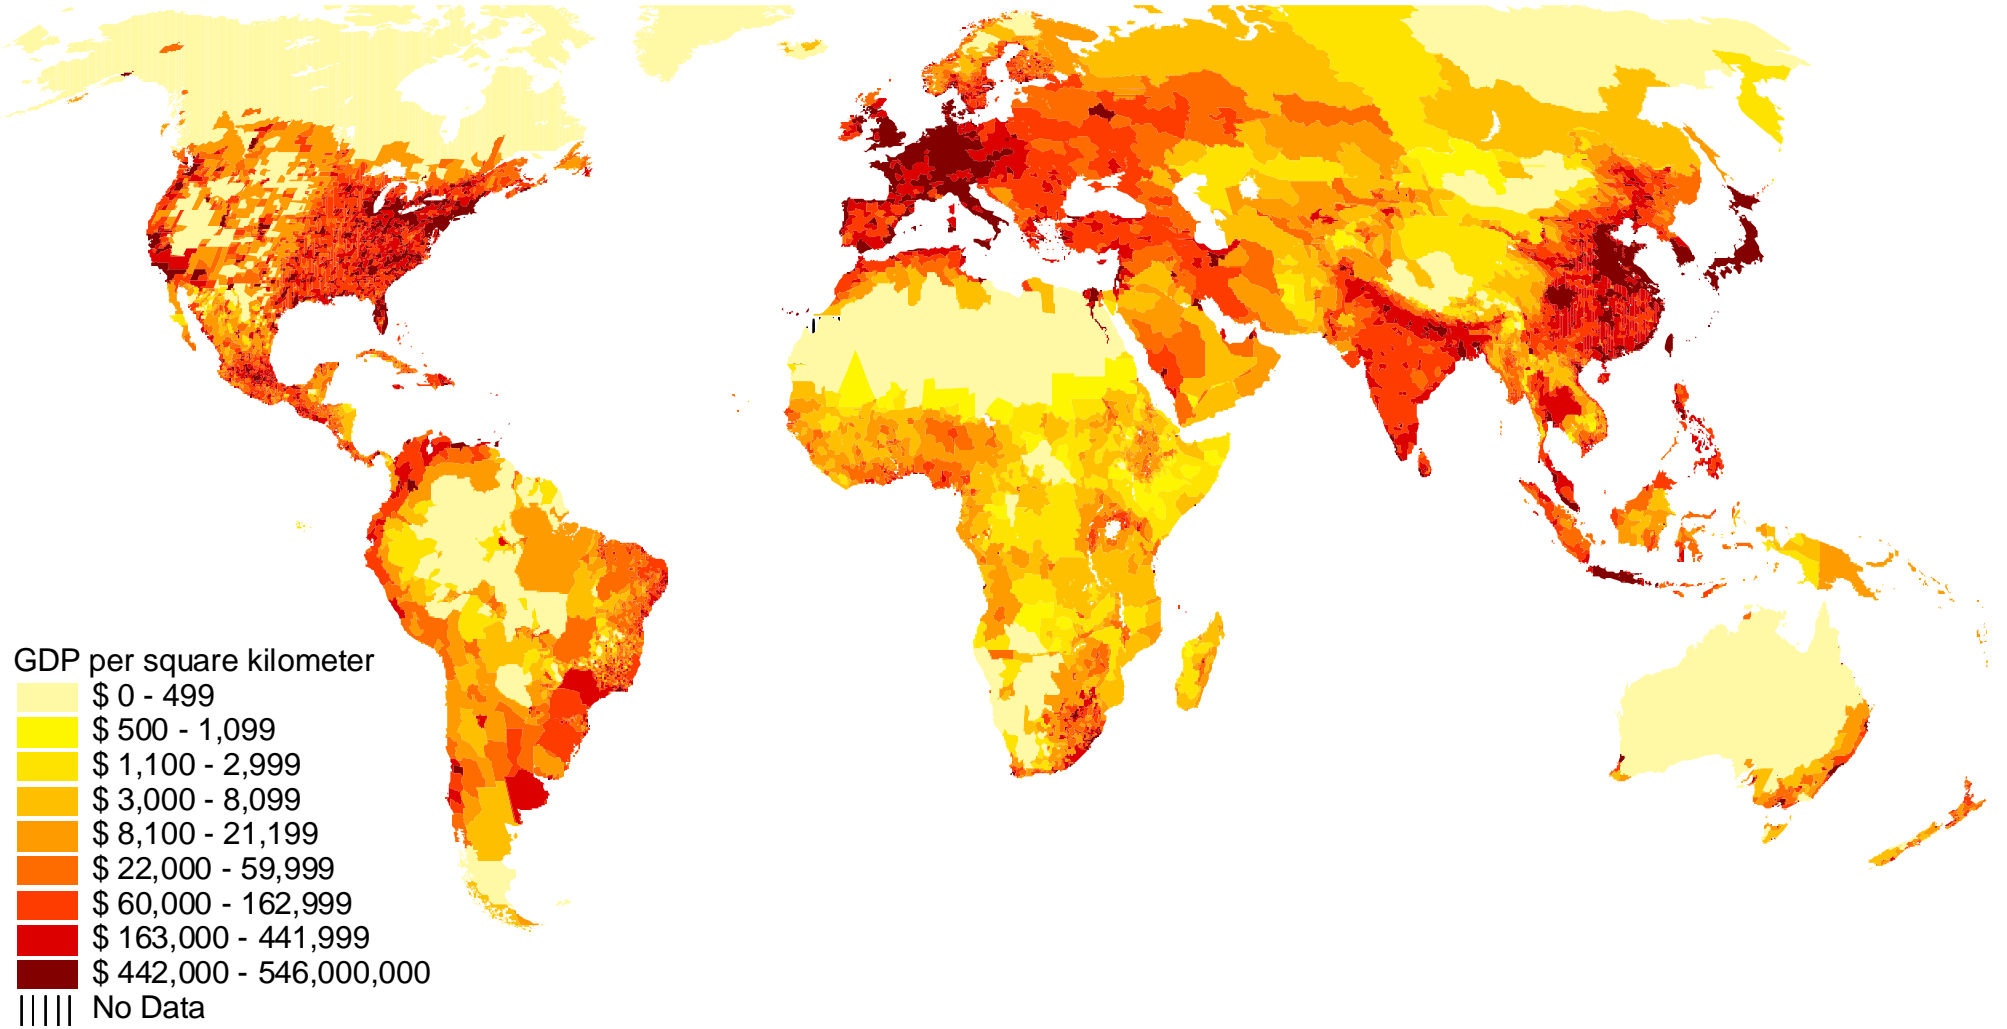 GDP per square kilometer
$ 0 - 499
$ 500 - 1,099
$ 1,100 - 2,999
$ 3,000 - 8,099
$ 8,100 - 21,199
$ 22,000 - 59,999
$ 60,000 - 162,999
$ 163,000 - 441,999
$ 442,000 - 546,000,000
No Data